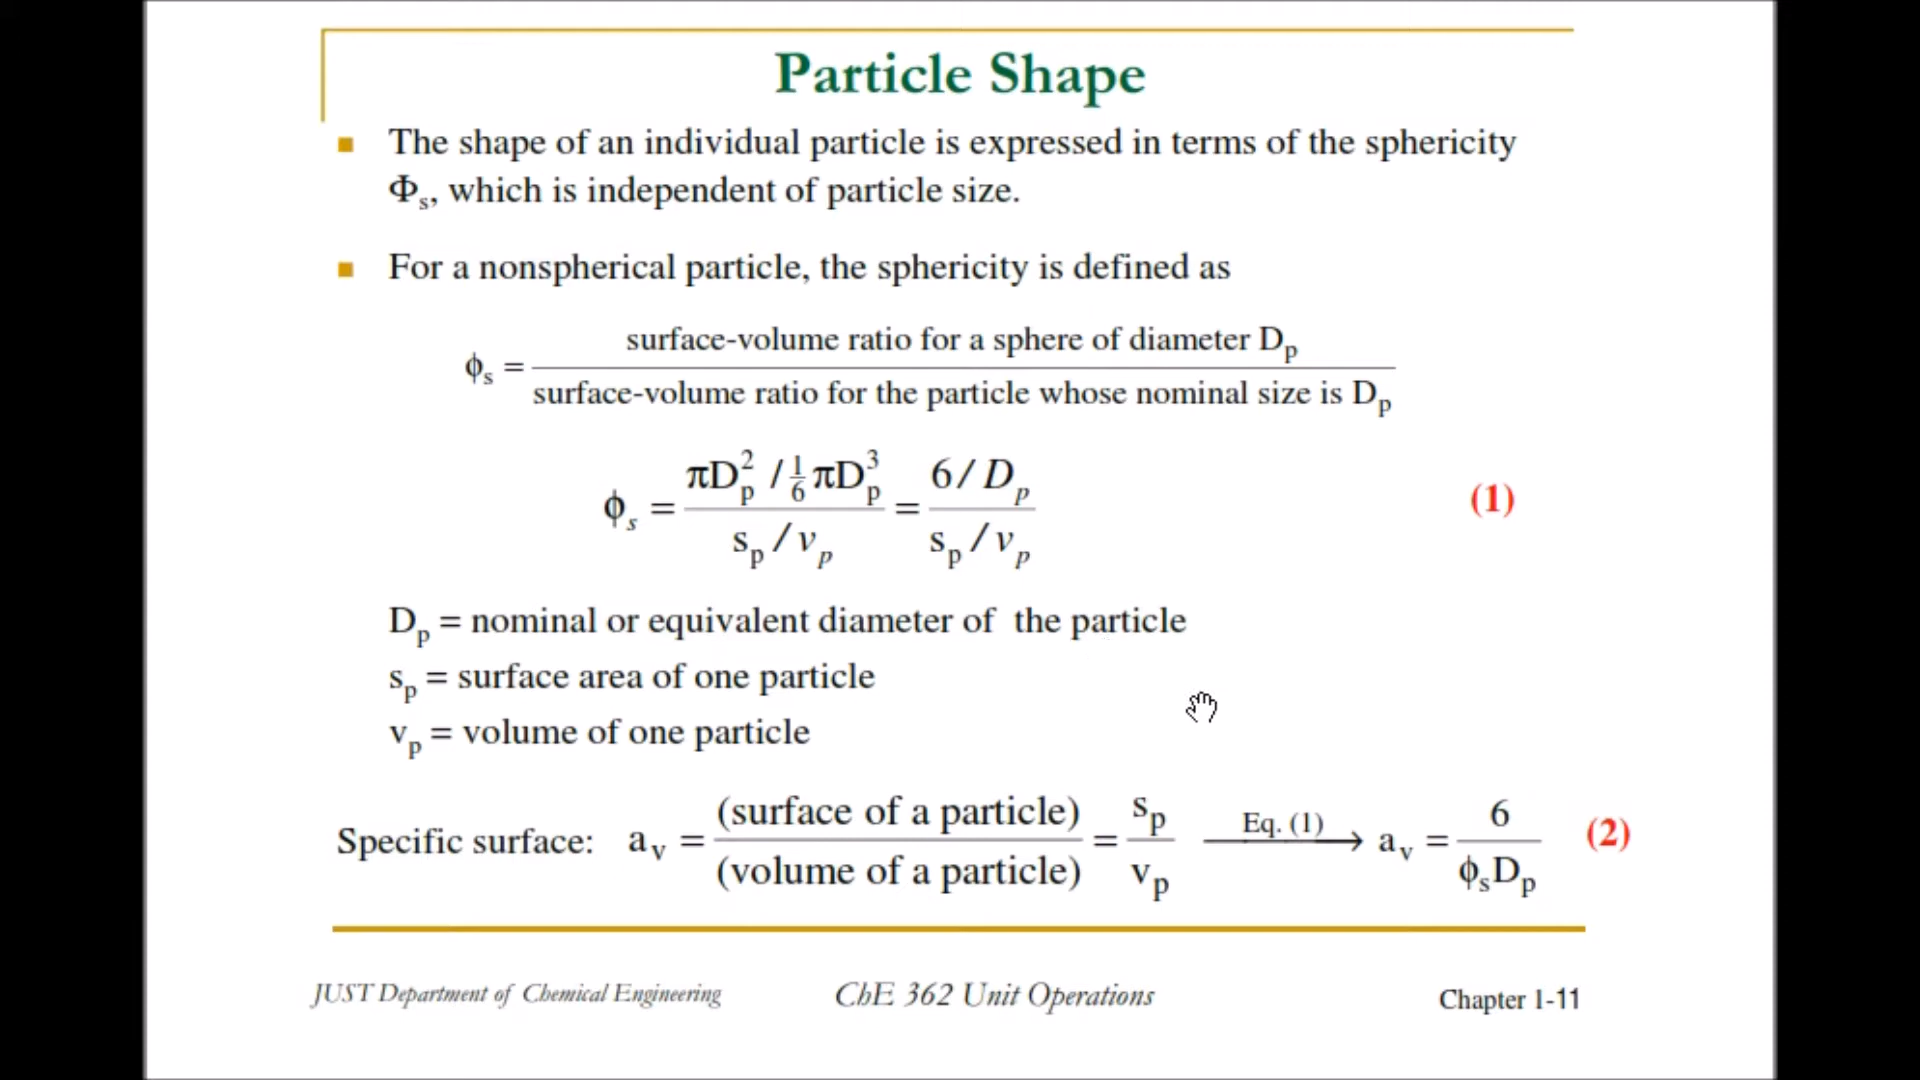 Particle Shape
■ The shape of an individual particle is expressed in terms of the sphericity
Φₛ, which is independent of particle size.
■ For a nonspherical particle, the sphericity is defined as
ϕₛ = surface-volume ratio for a sphere of diameter Dₚ / surface-volume ratio for the particle whose nominal size is Dₚ
ϕₛ = (πDₚ² / ⅙ πDₚ³) / (sₚ / vₚ) = (6 / Dₚ) / (sₚ / vₚ) (1)
Dₚ = nominal or equivalent diameter of the particle
sₚ = surface area of one particle
vₚ = volume of one particle
Specific surface: aᵥ = (surface of a particle) / (volume of a particle) = sₚ / vₚ Eq. (1) → aᵥ = 6 / ϕₛDₚ (2)
JUST Department of Chemical Engineering ChE 362 Unit Operations Chapter 1-11